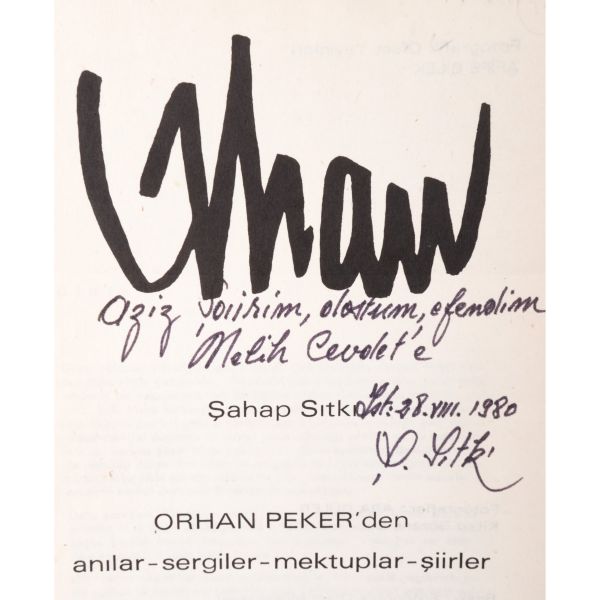 Orhan
aziz Şairim, dostum, efendim
Melih Cevdet'e
Şahap Sıtkı İst. 28.VIII.1980
Ş. Sıtkı
ORHAN PEKER'den
anılar-sergiler-mektuplar-şiirler